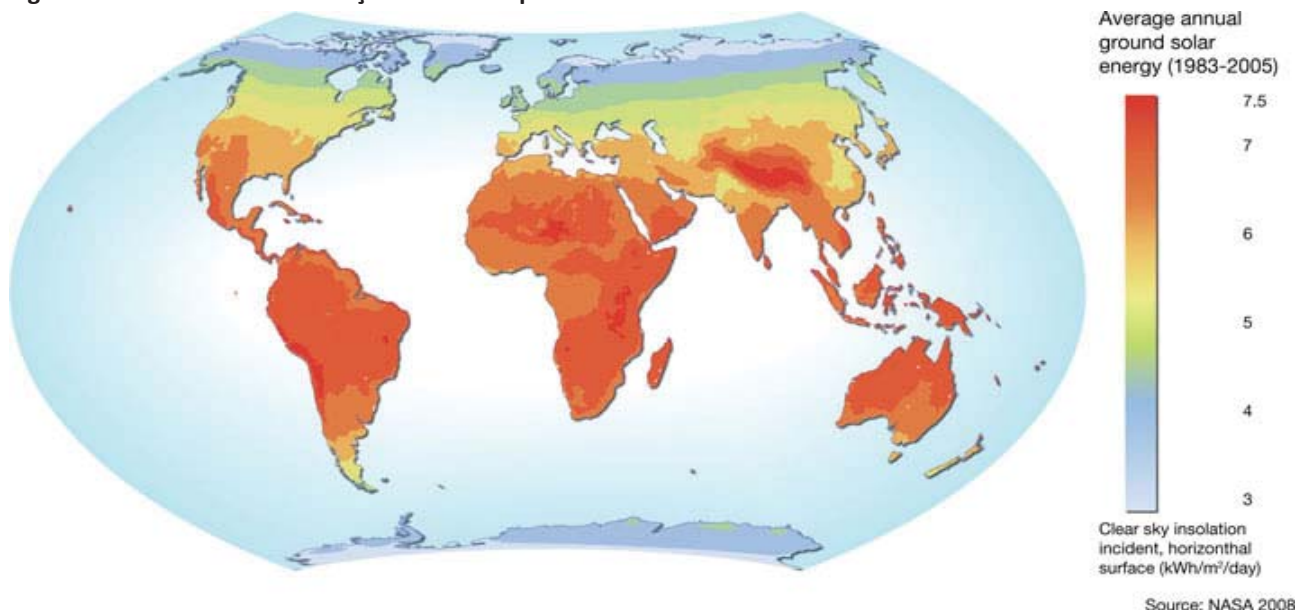 Average annual
ground solar
energy (1983-2005)
7.5
7
6
5
4
3
Clear sky insolation
incident, horizonthal
surface (kWh/m²/day)
Source: NASA 2008